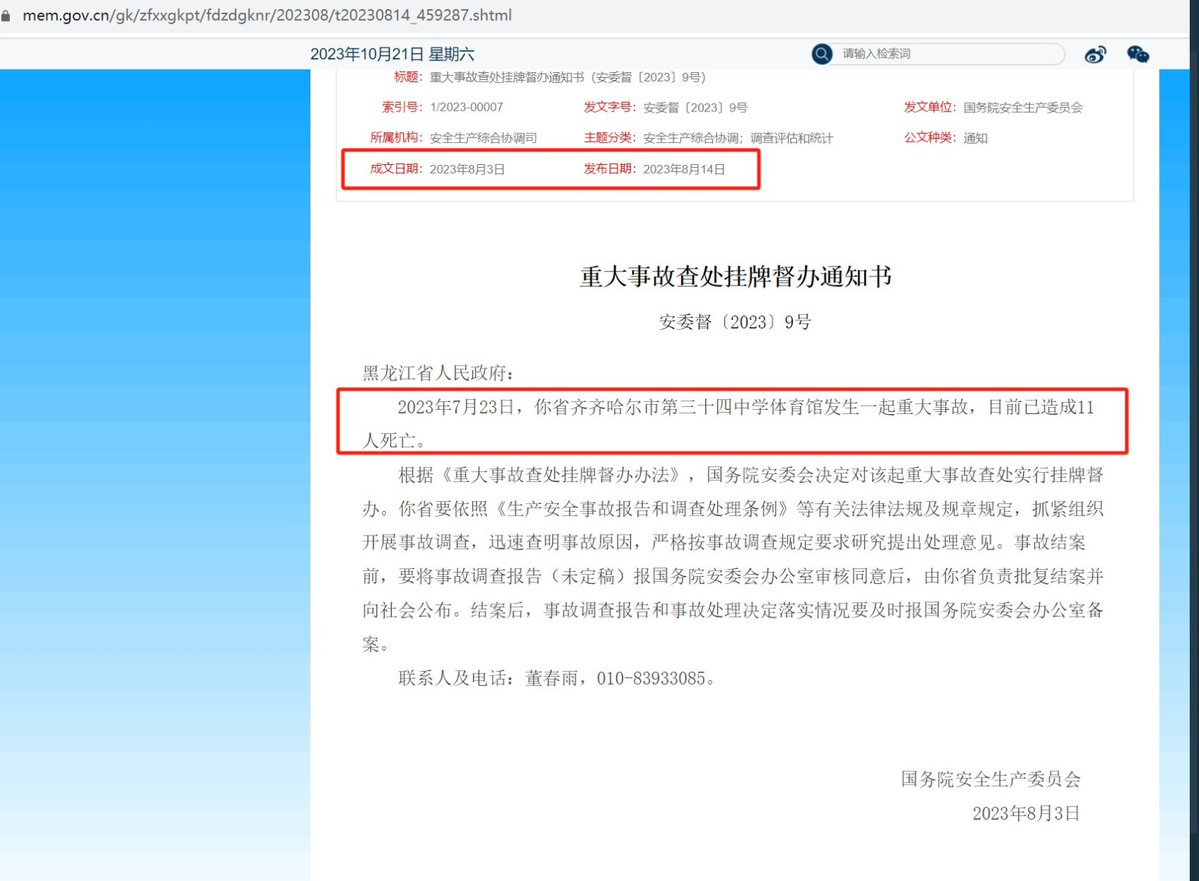 mem.gov.cn/gk/zfxxgkpt/fdzdgknr/202308/t20230814_459287.shtml
2023年10月21日 星期六 请输入检索词
标题： 重大事故查处挂牌督办通知书（安委督〔2023〕9号）
索引号： 1/2023-00007 发文字号： 安委督〔2023〕9号 发文单位： 国务院安全生产委员会
所属机构： 安全生产综合协调司 主题分类： 安全生产综合协调；调查评估和统计 公文种类： 通知
成文日期： 2023年8月3日 发布日期： 2023年8月14日
重大事故查处挂牌督办通知书
安委督〔2023〕9号
黑龙江省人民政府：
2023年7月23日，你省齐齐哈尔市第三十四中学体育馆发生一起重大事故，目前已造成11
人死亡。
根据《重大事故查处挂牌督办办法》，国务院安委会决定对该起重大事故查处实行挂牌督
办。你省要依照《生产安全事故报告和调查处理条例》等有关法律法规及规章规定，抓紧组织
开展事故调查，迅速查明事故原因，严格按事故调查规定要求研究提出处理意见。事故结案
前，要将事故调查报告（未定稿）报国务院安委会办公室审核同意后，由你省负责批复结案并
向社会公布。结案后，事故调查报告和事故处理决定落实情况要及时报国务院安委会办公室备
案。
联系人及电话：董春雨，010-83933085。
国务院安全生产委员会
2023年8月3日